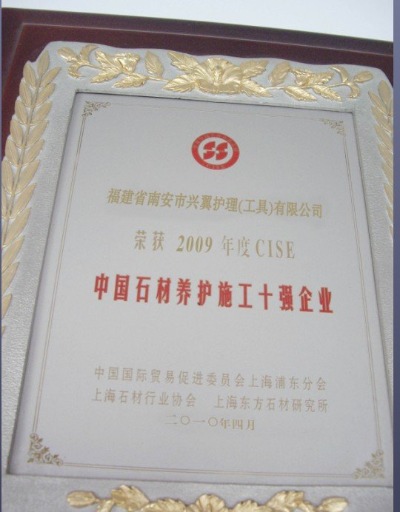 福建省南安市兴翼护理(工具)有限公司
荣获 2009 年度CISE
中国石材养护施工十强企业
中国国际贸易促进委员会上海浦东分会
上海石材行业协会 上海东方石材研究所
二〇一〇年四月